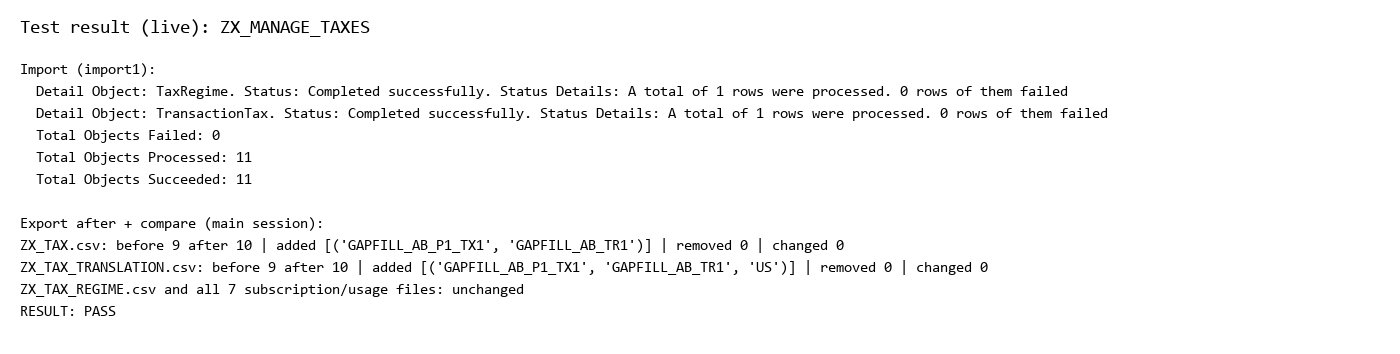 Test result (live): ZX_MANAGE_TAXES
Import (import1):
Detail Object: TaxRegime. Status: Completed successfully. Status Details: A total of 1 rows were processed. 0 rows of them failed
Detail Object: TransactionTax. Status: Completed successfully. Status Details: A total of 1 rows were processed. 0 rows of them failed
Total Objects Failed: 0
Total Objects Processed: 11
Total Objects Succeeded: 11
Export after + compare (main session):
ZX_TAX.csv: before 9 after 10 | added [('GAPFILL_AB_P1_TX1', 'GAPFILL_AB_TR1')] | removed 0 | changed 0
ZX_TAX_TRANSLATION.csv: before 9 after 10 | added [('GAPFILL_AB_P1_TX1', 'GAPFILL_AB_TR1', 'US')] | removed 0 | changed 0
ZX_TAX_REGIME.csv and all 7 subscription/usage files: unchanged
RESULT: PASS